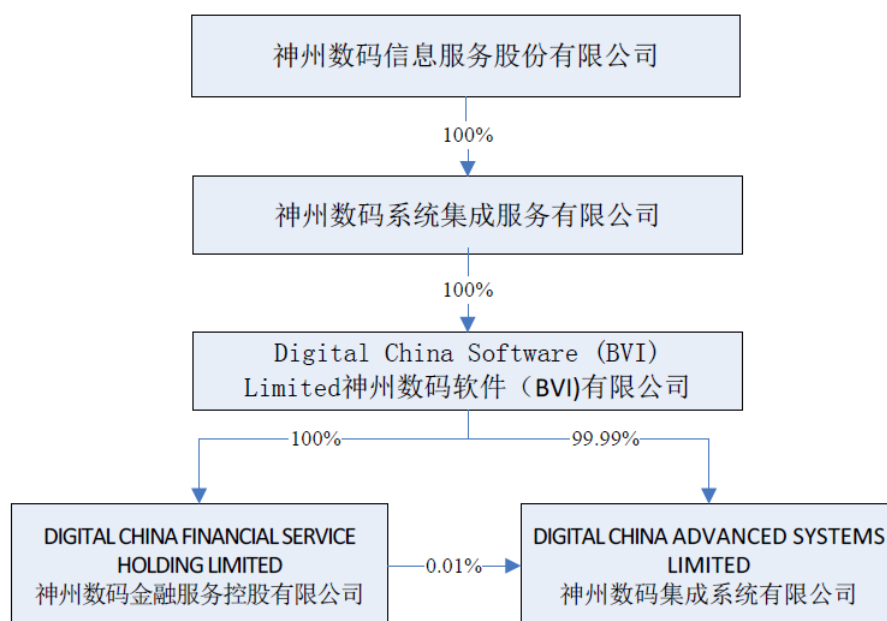 神州数码信息服务股份有限公司
100%
神州数码系统集成服务有限公司
100%
Digital China Software (BVI)
Limited神州数码软件（BVI)有限公司
100%
99.99%
DIGITAL CHINA FINANCIAL SERVICE
HOLDING LIMITED
神州数码金融服务控股有限公司
0.01%
DIGITAL CHINA ADVANCED SYSTEMS
LIMITED
神州数码集成系统有限公司